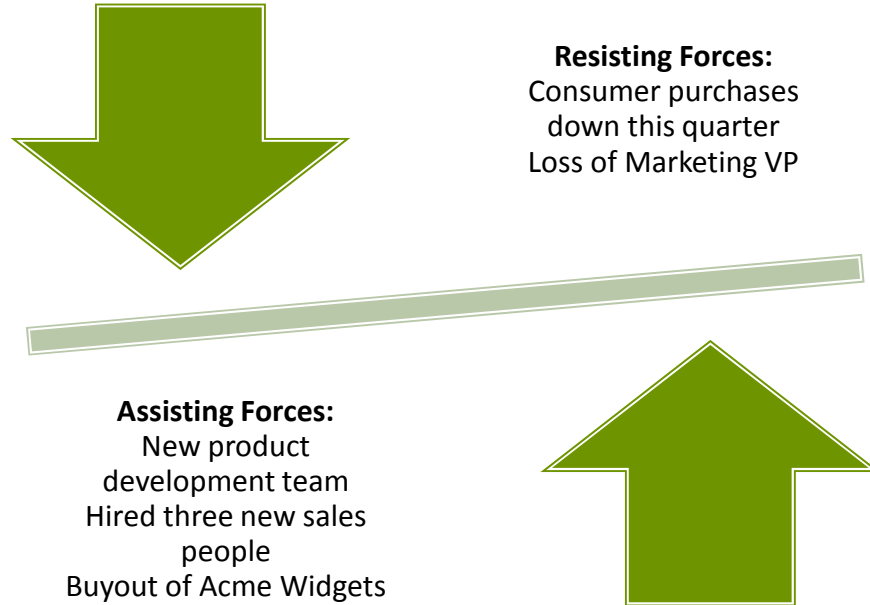 Resisting Forces:
Consumer purchases
down this quarter
Loss of Marketing VP
Assisting Forces:
New product
development team
Hired three new sales
people
Buyout of Acme Widgets